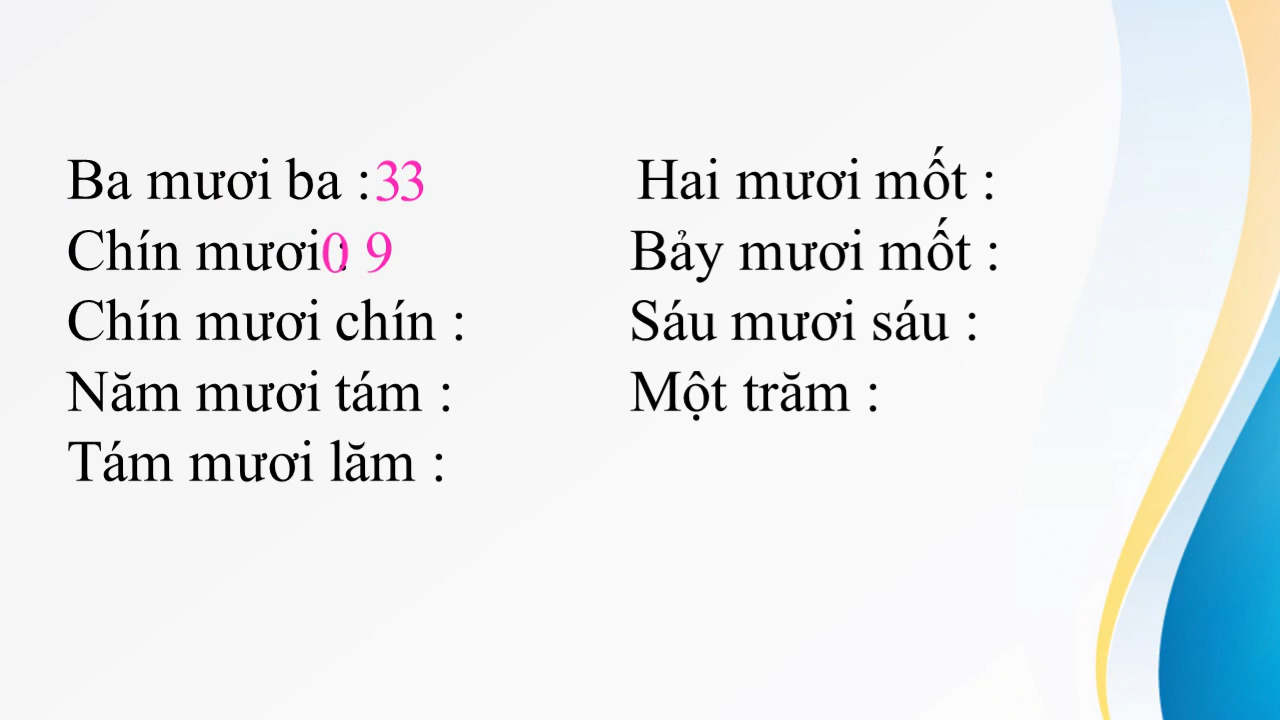 Ba mươi ba : 33
Chín mươi : 0 9
Chín mươi chín :
Năm mươi tám :
Tám mươi lăm :
Hai mươi mốt :
Bảy mươi mốt :
Sáu mươi sáu :
Một trăm :